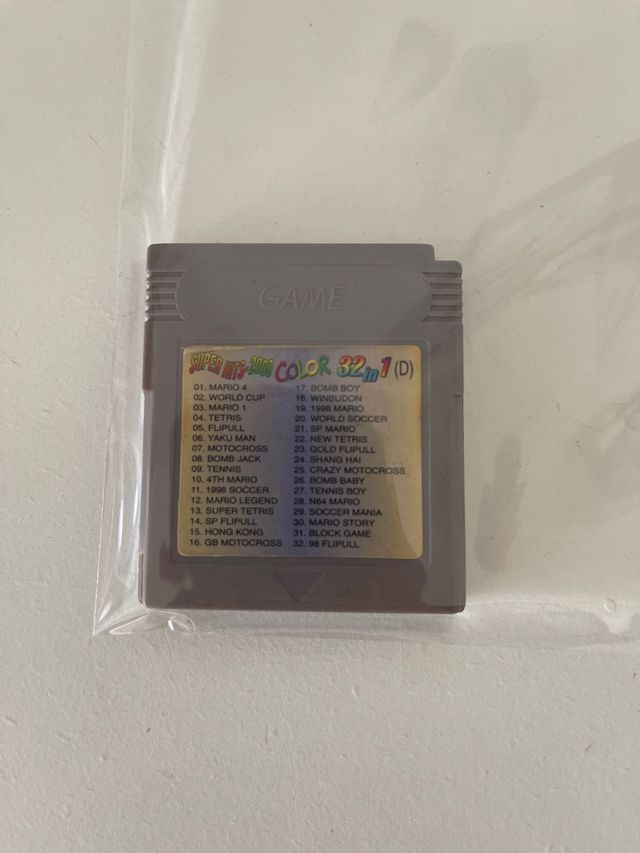 GAME
SUPER HITS-2000 COLOR 32 in 1 (D)
01. MARIO 4
02. WORLD CUP
03. MARIO 1
04. TETRIS
05. FLIPULL
06. YAKU MAN
07. MOTOCROSS
08. BOMB JACK
09. TENNIS
10. 4TH MARIO
11. 1998 SOCCER
12. MARIO LEGEND
13. SUPER TETRIS
14. SP FLIPULL
15. HONG KONG
16. GB MOTOCROSS
17. BOMB BOY
18. WINBUDON
19. 1998 MARIO
20. WORLD SOCCER
21. SP MARIO
22. NEW TETRIS
23. GOLD FLIPULL
24. SHANG HAI
25. CRAZY MOTOCROSS
26. BOMB BABY
27. TENNIS BOY
28. N64 MARIO
29. SOCCER MANIA
30. MARIO STORY
31. BLOCK GAME
32. 98 FLIPULL